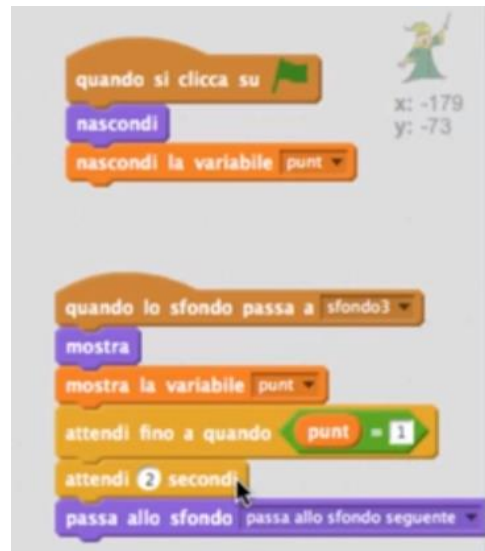 quando si clicca su
x: -179
nascondi
y: -73
nascondi la variabile punt
quando lo sfondo passa a sfondo3
mostra
mostra la variabile punt
attendi fino a quando punt = 1
attendi 2 secondi
passa allo sfondo passa allo sfondo seguente